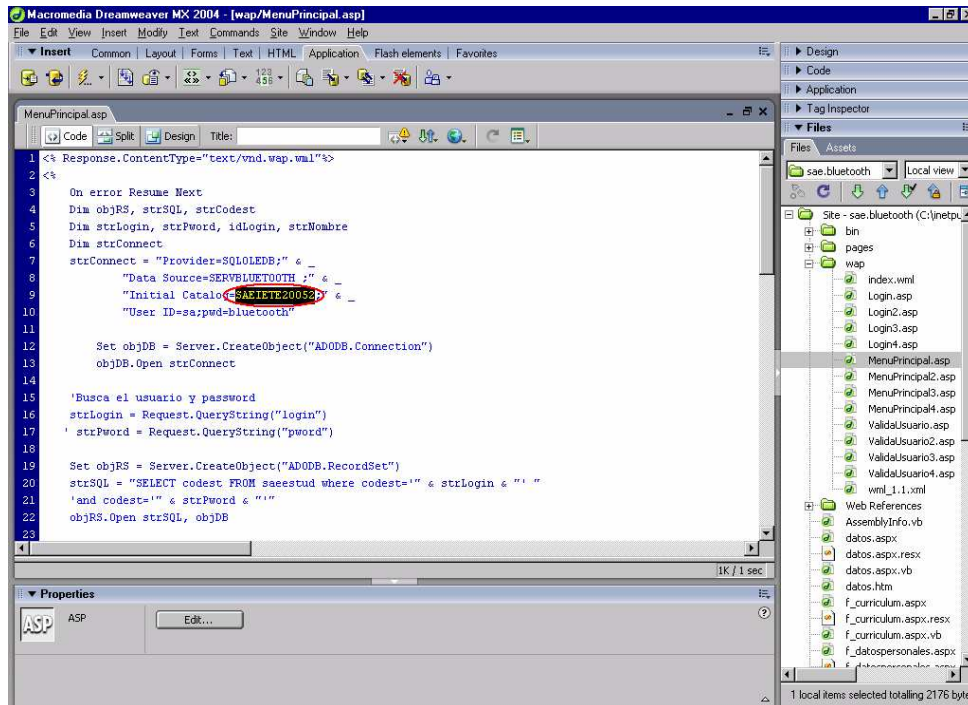 Macromedia Dreamweaver MX 2004 - [wap/MenuPrincipal.asp]
File Edit View Insert Modify Text Commands Site Window Help
Insert Common Layout Forms Text HTML Application Flash elements Favorites
MenuPrincipal.asp
Code Split Design Title:
1 <% Response.ContentType="text/vnd.wap.wml"%>
2 <%
3 On error Resume Next
4 Dim objRS, strSQL, strCodest
5 Dim strLogin, strPword, idLogin, strNombre
6 Dim strConnect
7 strConnect = "Provider=SQLOLEDB;" & _
8 "Data Source=SERVBLUETOOTH ;" & _
9 "Initial Catalog=SAEIETE20052;" & _
10 "User ID=sa;pwd=bluetooth"
11
12 Set objDB = Server.CreateObject("ADODB.Connection")
13 objDB.Open strConnect
14
15 'Busca el usuario y password
16 strLogin = Request.QueryString("login")
17 ' strPword = Request.QueryString("pword")
18
19 Set objRS = Server.CreateObject("ADODB.RecordSet")
20 strSQL = "SELECT codest FROM saeestud where codest='" & strLogin & "' "
21 'and codest='" & strPword & "'"
22 objRS.Open strSQL, objDB
23
1K / 1 sec
Properties
ASP
ASP
Edit...
Design
Code
Application
Tag Inspector
Files
Files Assets
sae.bluetooth Local view
Site - sae.bluetooth (C:\inetpu
bin
pages
wap
index.wml
Login.asp
Login2.asp
Login3.asp
Login4.asp
MenuPrincipal.asp
MenuPrincipal2.asp
MenuPrincipal3.asp
MenuPrincipal4.asp
ValidaUsuario.asp
ValidaUsuario2.asp
ValidaUsuario3.asp
ValidaUsuario4.asp
wml_1.1.xml
Web References
AssemblyInfo.vb
datos.aspx
datos.aspx.resx
datos.aspx.vb
datos.htm
f_curriculum.aspx
f_curriculum.aspx.resx
f_curriculum.aspx.vb
f_datospersonales.aspx
1 local items selected totalling 2176 byte